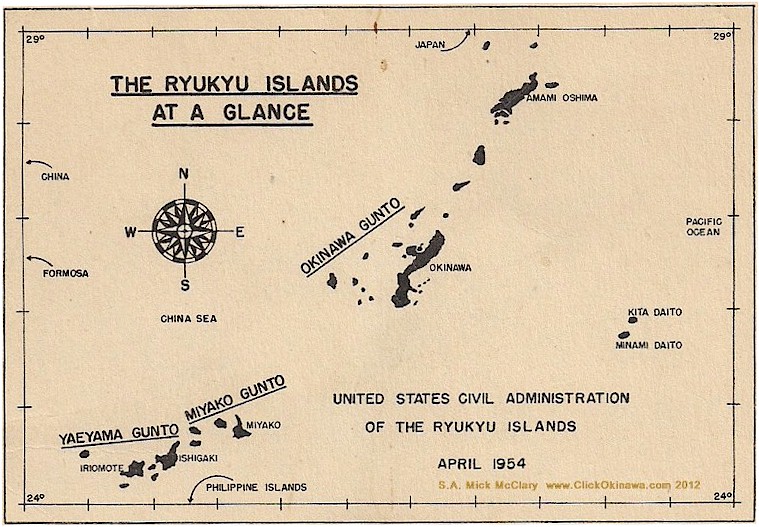 29°
JAPAN
29°
THE RYUKYU ISLANDS
AT A GLANCE
AMAMI OSHIMA
CHINA
N
W
E
S
OKINAWA GUNTO
PACIFIC
OCEAN
FORMOSA
OKINAWA
CHINA SEA
KITA DAITO
MINAMI DAITO
MIYAKO GUNTO
UNITED STATES CIVIL ADMINISTRATION
OF THE RYUKYU ISLANDS
APRIL 1954
YAEYAMA GUNTO
MIYAKO
IRIOMOTE
ISHIGAKI
PHILIPPINE ISLANDS
S.A. Mick McClary www.ClickOkinawa.com 2012
24°
24°